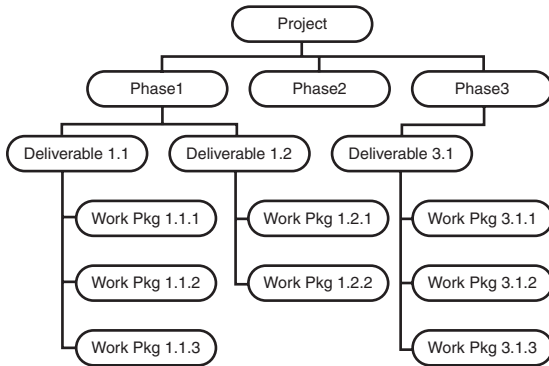 Project
Phase1
Phase2
Phase3
Deliverable 1.1
Deliverable 1.2
Deliverable 3.1
Work Pkg 1.1.1
Work Pkg 1.2.1
Work Pkg 3.1.1
Work Pkg 1.1.2
Work Pkg 1.2.2
Work Pkg 3.1.2
Work Pkg 1.1.3
Work Pkg 3.1.3